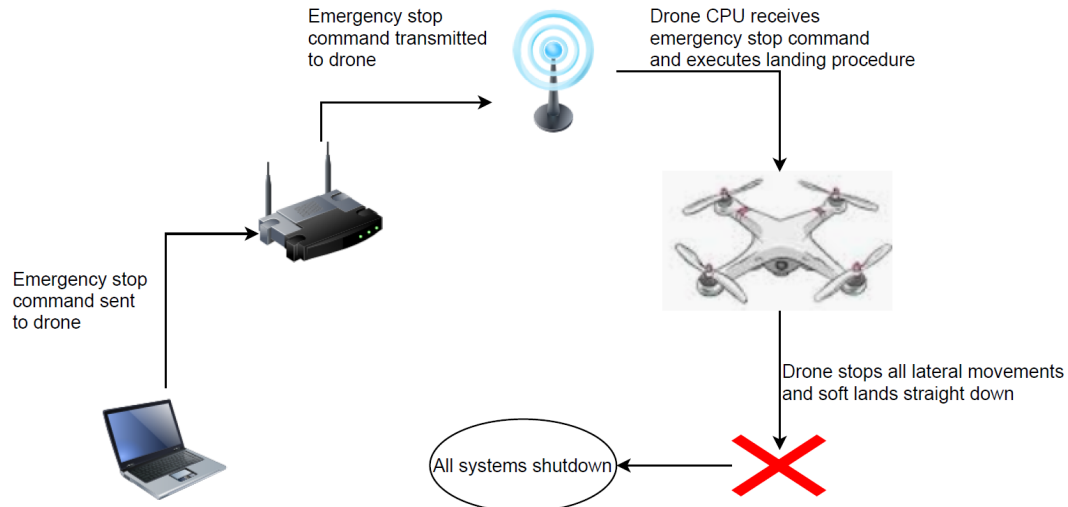 Emergency stop
command sent
to drone
Emergency stop
command transmitted
to drone
Drone CPU receives
emergency stop command
and executes landing procedure
Drone stops all lateral movements
and soft lands straight down
All systems shutdown